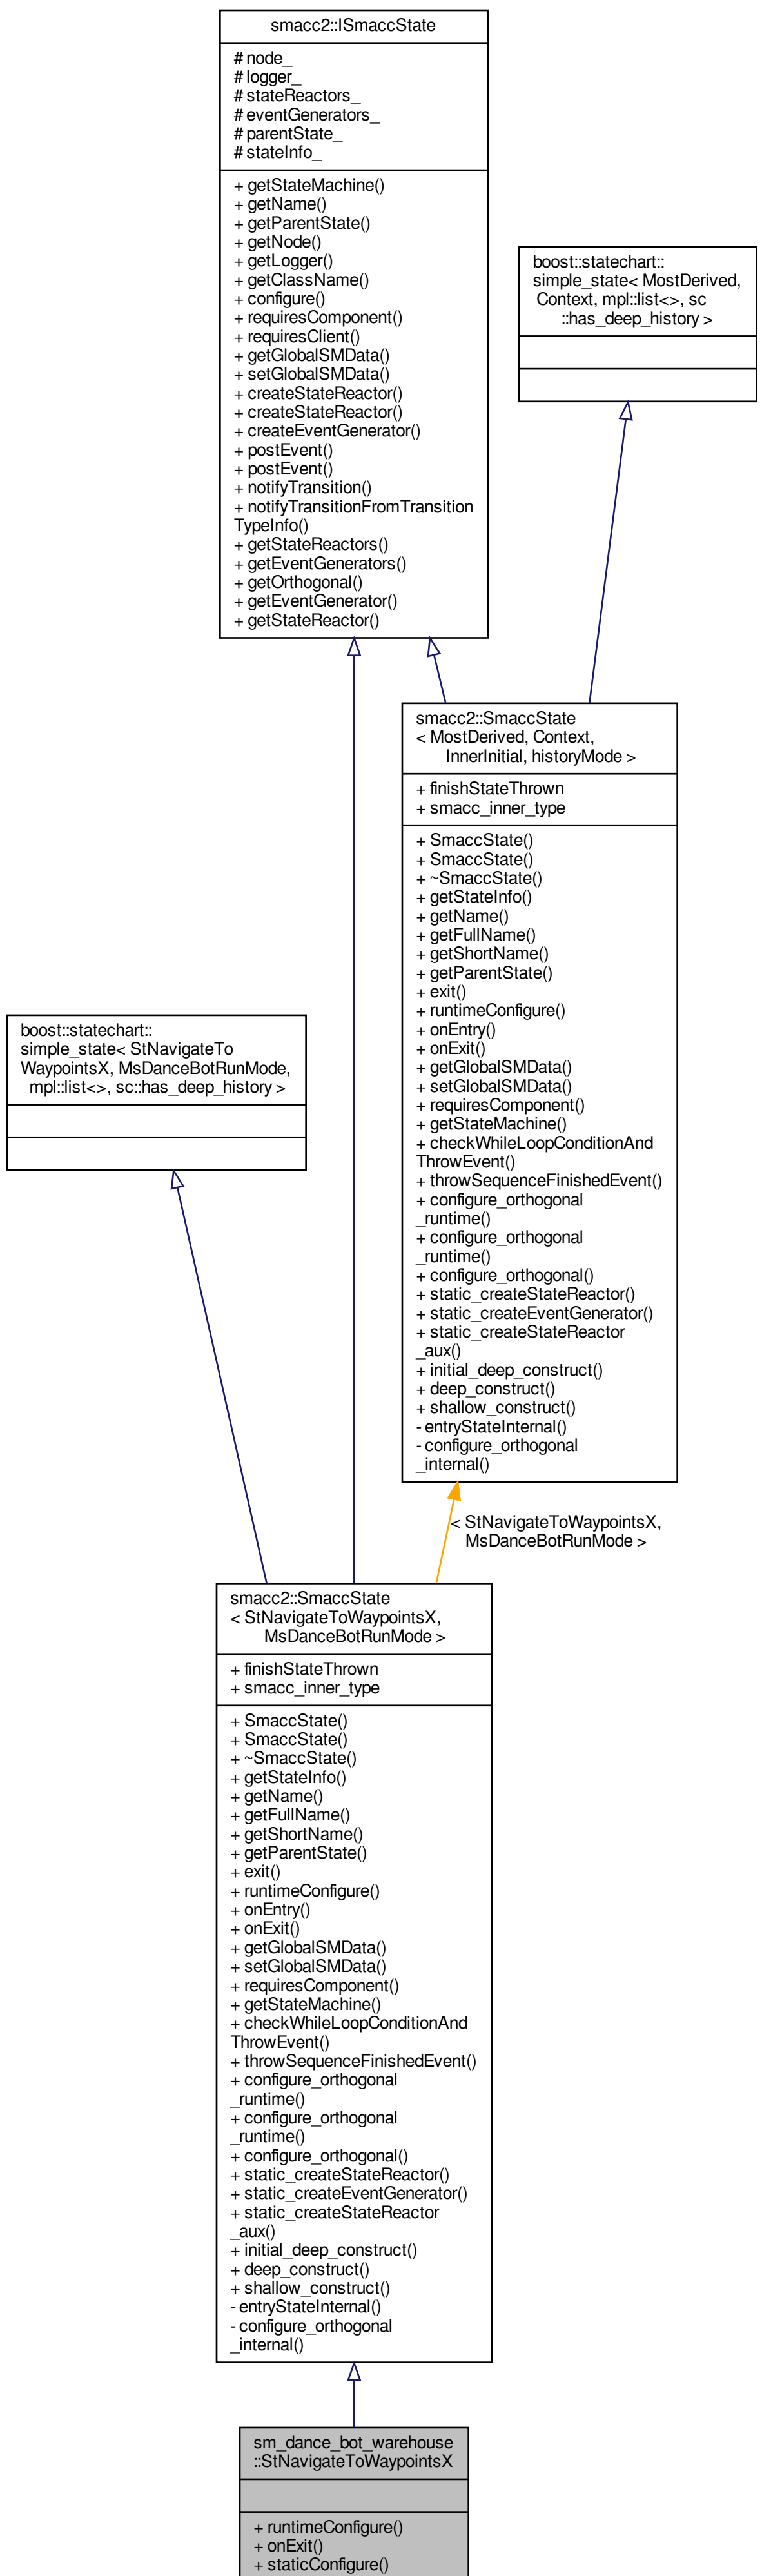 smacc2::ISmaccState
# node_
# logger_
# stateReactors_
# eventGenerators_
# parentState_
# stateInfo_
+ getStateMachine()
+ getName()
+ getParentState()
+ getNode()
+ getLogger()
+ getClassName()
+ configure()
+ requiresComponent()
+ requiresClient()
+ getGlobalSMData()
+ setGlobalSMData()
+ createStateReactor()
+ createStateReactor()
+ createEventGenerator()
+ postEvent()
+ postEvent()
+ notifyTransition()
+ notifyTransitionFromTransition
TypeInfo()
+ getStateReactors()
+ getEventGenerators()
+ getOrthogonal()
+ getEventGenerator()
+ getStateReactor()
boost::statechart::
simple_state< MostDerived,
Context, mpl::list<>, sc
::has_deep_history >
smacc2::SmaccState
< MostDerived, Context,
InnerInitial, historyMode >
+ finishStateThrown
+ smacc_inner_type
+ SmaccState()
+ SmaccState()
+ ~SmaccState()
+ getStateInfo()
+ getName()
+ getFullName()
+ getShortName()
+ getParentState()
+ exit()
+ runtimeConfigure()
+ onEntry()
+ onExit()
+ getGlobalSMData()
+ setGlobalSMData()
+ requiresComponent()
+ getStateMachine()
+ checkWhileLoopConditionAnd
ThrowEvent()
+ throwSequenceFinishedEvent()
+ configure_orthogonal
_runtime()
+ configure_orthogonal
_runtime()
+ configure_orthogonal()
+ static_createStateReactor()
+ static_createEventGenerator()
+ static_createStateReactor
_aux()
+ initial_deep_construct()
+ deep_construct()
+ shallow_construct()
- entryStateInternal()
- configure_orthogonal
_internal()
boost::statechart::
simple_state< StNavigateTo
WaypointsX, MsDanceBotRunMode,
mpl::list<>, sc::has_deep_history >
< StNavigateToWaypointsX,
MsDanceBotRunMode >
smacc2::SmaccState
< StNavigateToWaypointsX,
MsDanceBotRunMode >
+ finishStateThrown
+ smacc_inner_type
+ SmaccState()
+ SmaccState()
+ ~SmaccState()
+ getStateInfo()
+ getName()
+ getFullName()
+ getShortName()
+ getParentState()
+ exit()
+ runtimeConfigure()
+ onEntry()
+ onExit()
+ getGlobalSMData()
+ setGlobalSMData()
+ requiresComponent()
+ getStateMachine()
+ checkWhileLoopConditionAnd
ThrowEvent()
+ throwSequenceFinishedEvent()
+ configure_orthogonal
_runtime()
+ configure_orthogonal
_runtime()
+ configure_orthogonal()
+ static_createStateReactor()
+ static_createEventGenerator()
+ static_createStateReactor
_aux()
+ initial_deep_construct()
+ deep_construct()
+ shallow_construct()
- entryStateInternal()
- configure_orthogonal
_internal()
sm_dance_bot_warehouse
::StNavigateToWaypointsX
+ runtimeConfigure()
+ onExit()
+ staticConfigure()